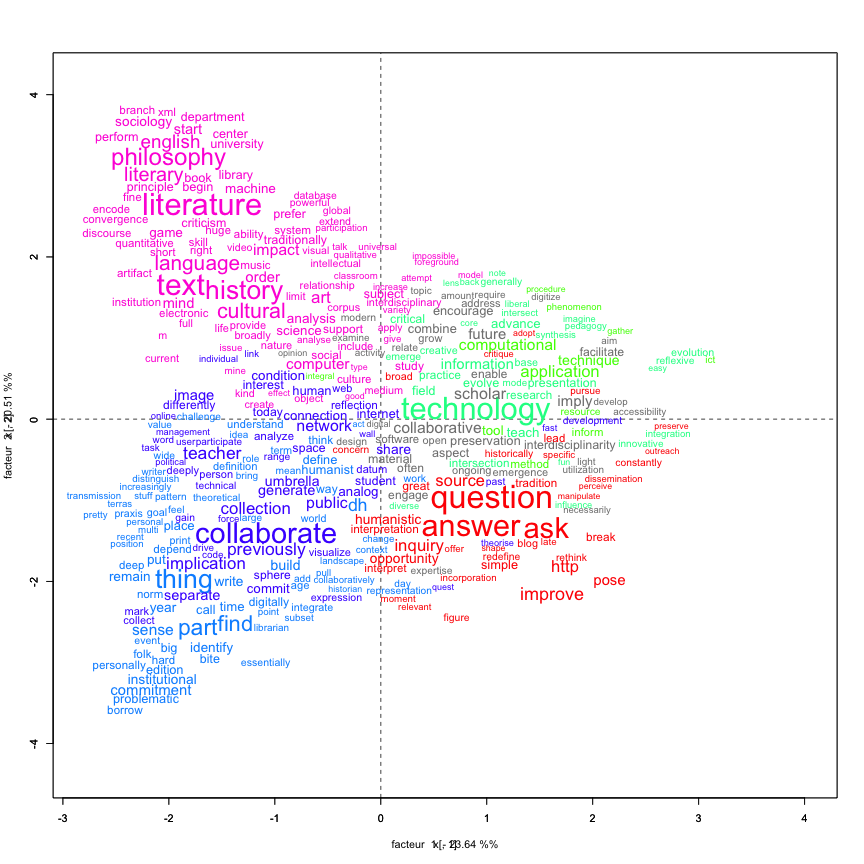 4
2
0
-2
-4
-3
-2
-1
0
1
2
3
4
branch xml
sociology department
start center
perform english university
philosophy
literary book library
principle begin machine
fine database
literature powerful
encode prefer global
convergence criticism extend
discourse game huge ability system participation
quantitative skill traditionally
short right video impact visual talk universal
qualitative
language music intellectual
artifact order classroom
text history relationship
institution mind limit art subject increase
interdisciplinary
electronic cultural corpus variety
full analysis modern
life provide science support apply
m broadly analyse examine give
issue nature include relate
current individual link opinion social activity
computer type
mine condition integral culture
interest human web good medium
kind effect object
image
differently create reflection
today connection internet
impossible
foreground
attempt model note
lens back generally
topic procedure
amount require digitize
address liberal phenomenon
encourage intersect
critical core advance imagine
pedagogy
combine future adopt synthesis gather
grow computational aim
emerge creative enable critique facilitate
study information base technique evolution
reflexive ict
broad practice evolve mode presentation application easy
field scholar research pursue
technology imply develop
resource accessibility
online challenge understand network act digital collaborative tool teach fast development preserve
value idea wall inform integration
management analyze think design software open preservation lead innovative
word user participate interdisciplinarity
task teacher term space concern share aspect historically specific outreach
wide role range define material intersection method fun light constantly
political definition mean humanist datum often ongoing emergence utilization
writer deeply person bring umbrella student work source past tradition dissemination
distinguish technical perceive
increasingly generate way analog engage question manipulate
transmission stuff pattern theoretical public dh diverse influence
terras collection necessarily
praxis goal feel
pretty gain force large world humanistic
personal place interpretation answer ask
multi
recent collaborate change break
position print drive previously visualize context inquiry offer theorise blog late
depend code shape
deep put implication build landscape opportunity redefine rethink
interpret simple http
remain thing write sphere add pull expertise
commit age collaboratively day incorporation pose
norm separate historian representation quest
year digitally expression moment improve
mark call time point integrate relevant
collect subset figure
sense part find librarian
event
folk big identify
personally hard bite essentially
edition
institutional
commitment
problematic
borrow